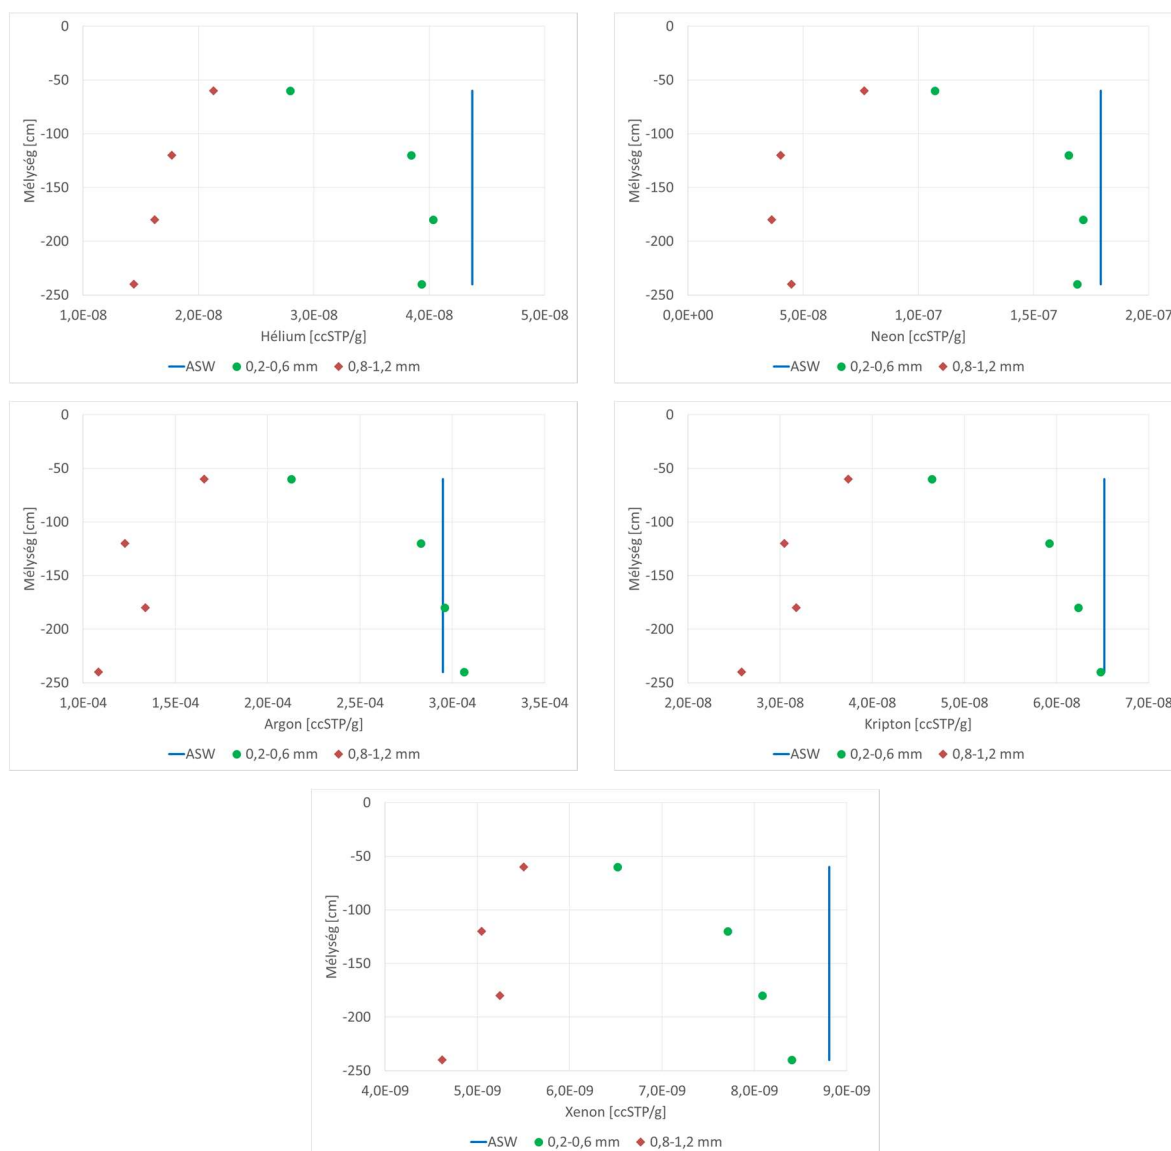 0
-50
-100
-150
-200
-250
Mélység [cm]
1,0E-08 2,0E-08 3,0E-08 4,0E-08 5,0E-08
Hélium [ccSTP/g]
ASW 0,2-0,6 mm 0,8-1,2 mm
0
-50
-100
-150
-200
-250
Mélység [cm]
0,0E+00 5,0E-08 1,0E-07 1,5E-07 2,0E-07
Neon [ccSTP/g]
ASW 0,2-0,6 mm 0,8-1,2 mm
0
-50
-100
-150
-200
-250
Mélység [cm]
1,0E-04 1,5E-04 2,0E-04 2,5E-04 3,0E-04 3,5E-04
Argon [ccSTP/g]
ASW 0,2-0,6 mm 0,8-1,2 mm
0
-50
-100
-150
-200
-250
Mélység [cm]
2,0E-08 3,0E-08 4,0E-08 5,0E-08 6,0E-08 7,0E-08
Kripton [ccSTP/g]
ASW 0,2-0,6 mm 0,8-1,2 mm
0
-50
-100
-150
-200
-250
Mélység [cm]
4,0E-09 5,0E-09 6,0E-09 7,0E-09 8,0E-09 9,0E-09
Xenon [ccSTP/g]
ASW 0,2-0,6 mm 0,8-1,2 mm